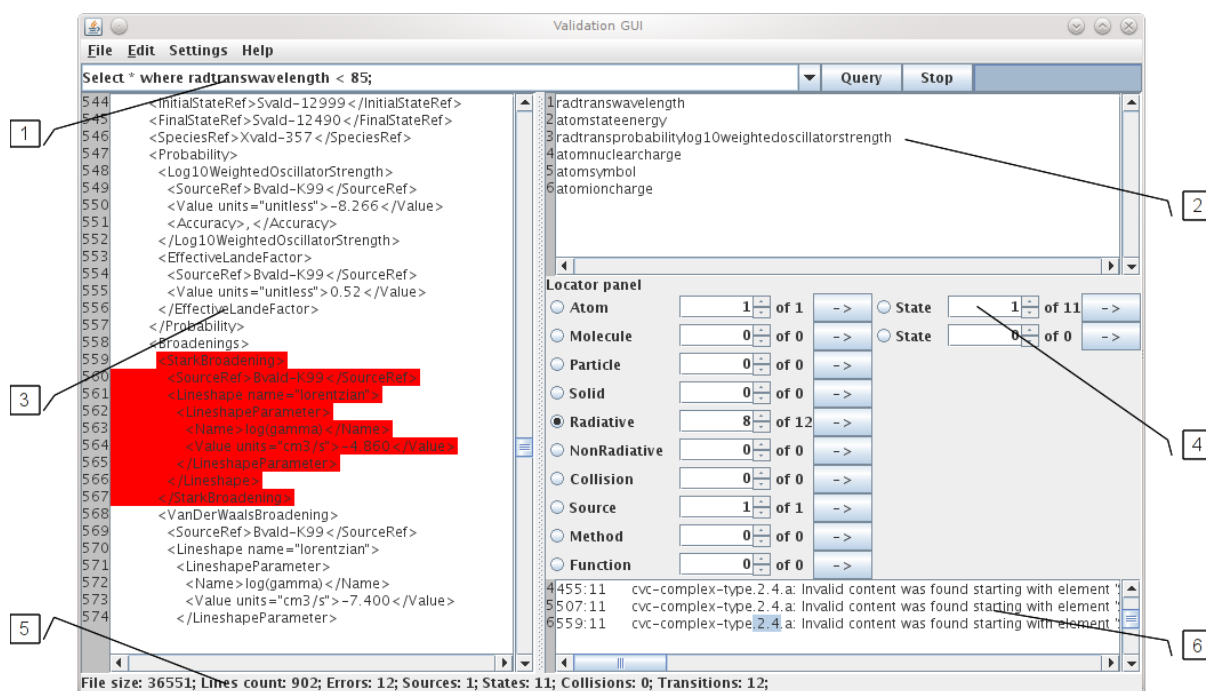 Validation GUI
File Edit Settings Help
Select * where radtranswavelength < 85;
Query Stop
544 <InitialStateRef>Svald-12999</InitialStateRef>
545 <FinalStateRef>Svald-12490</FinalStateRef>
546 <SpeciesRef>Xvald-357</SpeciesRef>
547 <Probability>
548 <Log10WeightedOscillatorStrength>
549 <SourceRef>Bvald-K99</SourceRef>
550 <Value units="unitless">-8.266</Value>
551 <Accuracy>,</Accuracy>
552 </Log10WeightedOscillatorStrength>
553 <EffectiveLandeFactor>
554 <SourceRef>Bvald-K99</SourceRef>
555 <Value units="unitless">0.52</Value>
556 </EffectiveLandeFactor>
557 </Probability>
558 <Broadenings>
559 <StarkBroadening>
560 <SourceRef>Bvald-K99</SourceRef>
561 <Lineshape name="lorentzian">
562 <LineshapeParameter>
563 <Name>log(gamma)</Name>
564 <Value units="cm3/s">-4.860</Value>
565 </LineshapeParameter>
566 </Lineshape>
567 </StarkBroadening>
568 <VanDerWaalsBroadening>
569 <SourceRef>Bvald-K99</SourceRef>
570 <Lineshape name="lorentzian">
571 <LineshapeParameter>
572 <Name>log(gamma)</Name>
573 <Value units="cm3/s">-7.400</Value>
574 </LineshapeParameter>
1 radtranswavelength
2 atomstateenergy
3 radtransprobabilitylog10weightedoscillatorstrength
4 atomnuclearcharge
5 atomsymbol
6 atomioncharge
Locator panel
Atom 1 of 1 -> State 1 of 11 ->
Molecule 0 of 0 -> State 0 of 0 ->
Particle 0 of 0 ->
Solid 0 of 0 ->
Radiative 8 of 12 ->
NonRadiative 0 of 0 ->
Collision 0 of 0 ->
Source 1 of 1 ->
Method 0 of 0 ->
Function 0 of 0 ->
4 455:11 cvc-complex-type.2.4.a: Invalid content was found starting with element '
5 507:11 cvc-complex-type.2.4.a: Invalid content was found starting with element '
6 559:11 cvc-complex-type.2.4.a: Invalid content was found starting with element '
File size: 36551; Lines count: 902; Errors: 12; Sources: 1; States: 11; Collisions: 0; Transitions: 12;
1
2
3
4
5
6